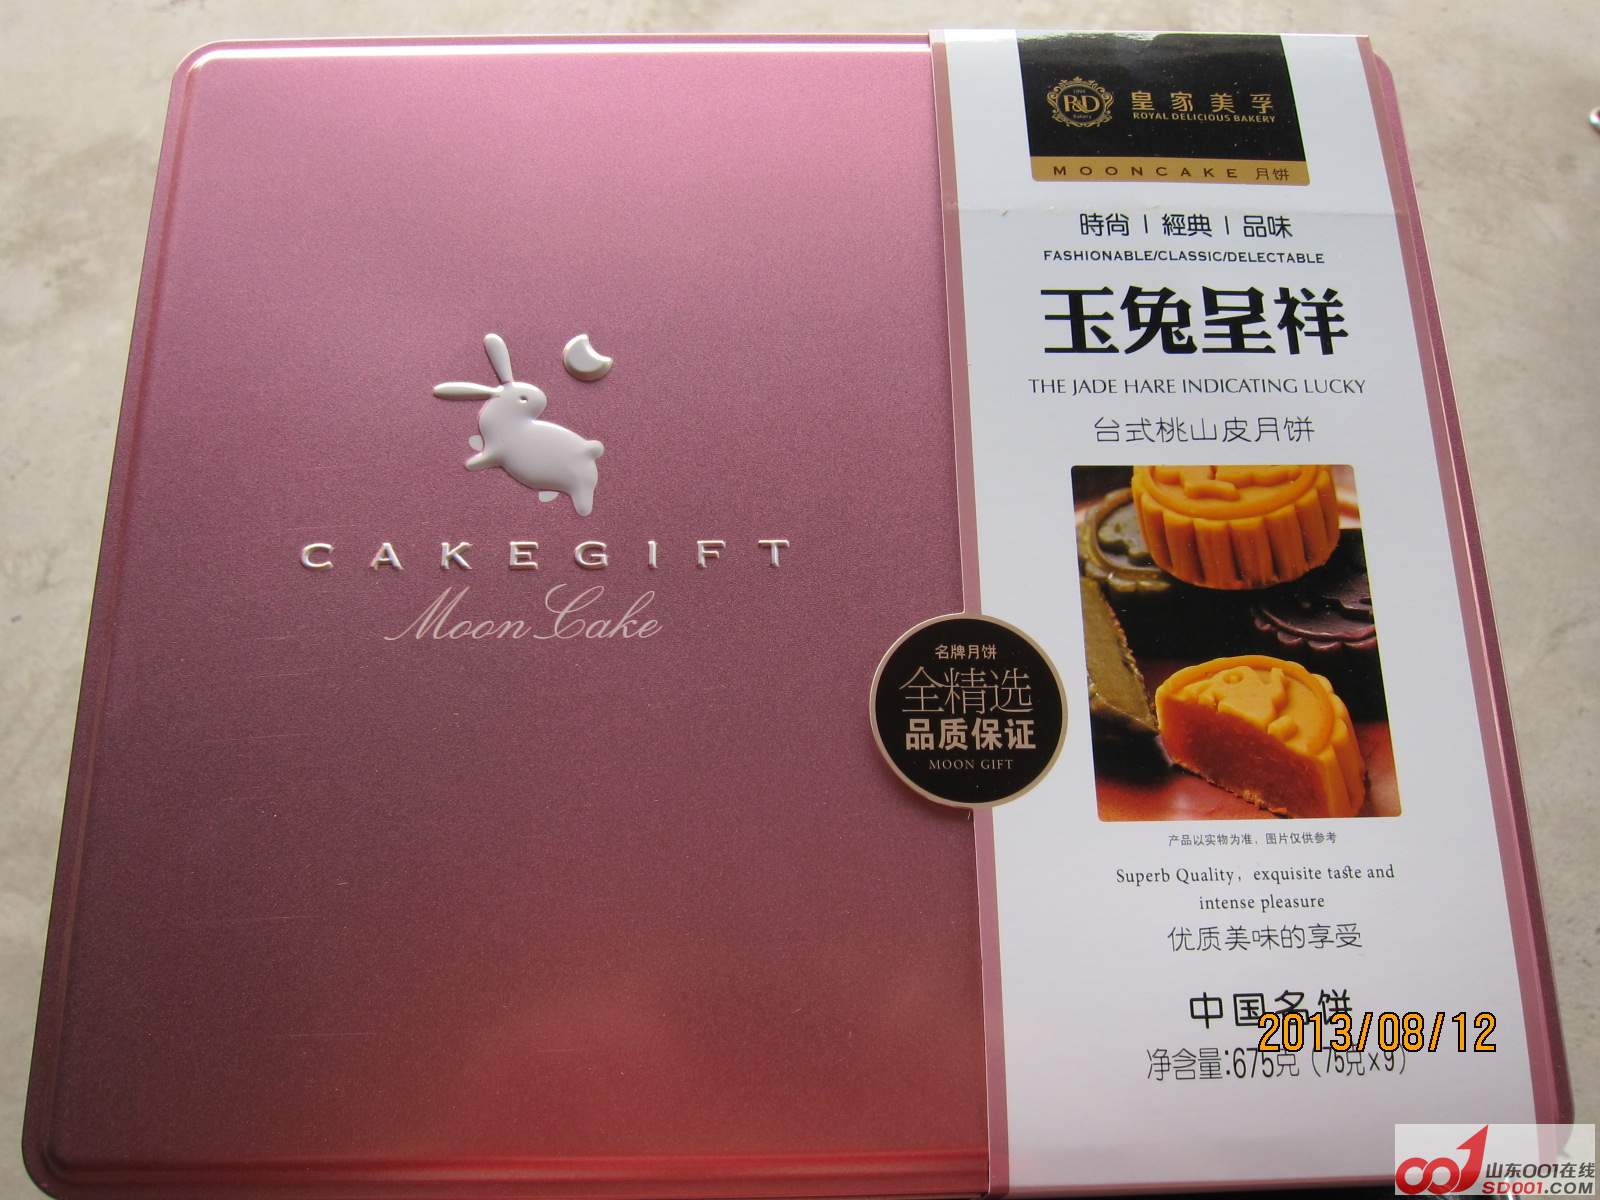 CAKEGIFT
Moon Cake
1994
R&D
Bakery
皇家美孚
ROYAL DELICIOUS BAKERY
MOONCAKE 月饼
時尚 | 經典 | 品味
FASHIONABLE/CLASSIC/DELECTABLE
玉兔呈祥
THE JADE HARE INDICATING LUCKY
台式桃山皮月饼
名牌月饼
全精选
品质保证
MOON GIFT
产品以实物为准，图片仅供参考
Superb Quality，exquisite taste and
intense pleasure
优质美味的享受
中国名饼
2013/08/12
净含量:675克（75克×9）
山东001在线
SD001.COM